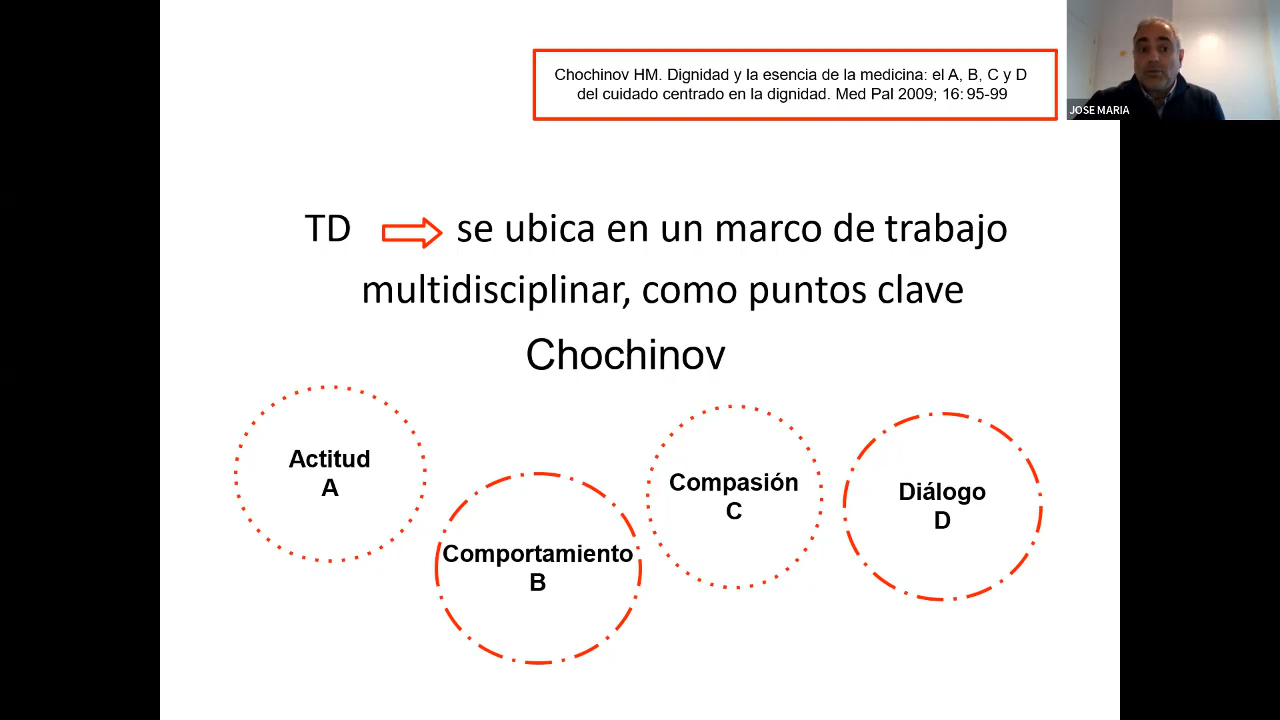 Chochinov HM. Dignidad y la esencia de la medicina: el A, B, C y D
del cuidado centrado en la dignidad. Med Pal 2009; 16: 95-99
JOSE MARIA
TD se ubica en un marco de trabajo
multidisciplinar, como puntos clave
Chochinov
Actitud
A
Comportamiento
B
Compasión
C
Diálogo
D